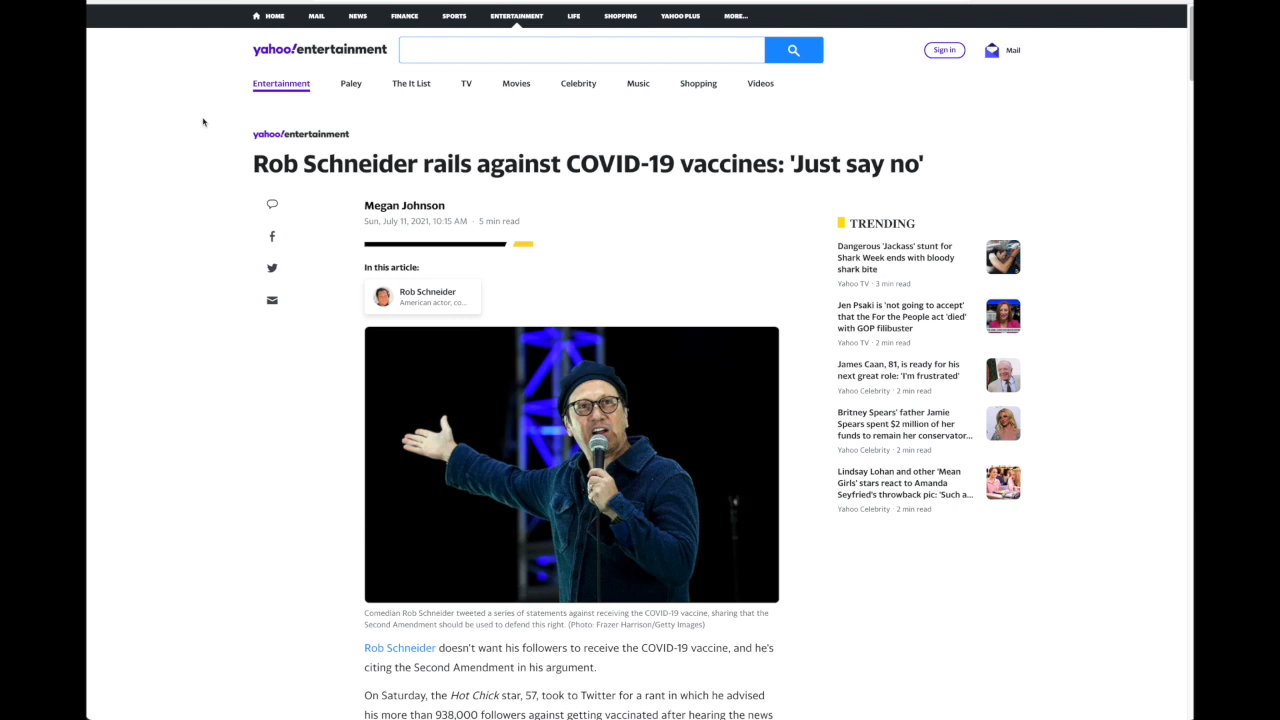 HOME MAIL NEWS FINANCE SPORTS ENTERTAINMENT LIFE SHOPPING YAHOO PLUS MORE...
yahoo!entertainment
Sign in
Mail
Entertainment Paley The It List TV Movies Celebrity Music Shopping Videos
yahoo!entertainment
Rob Schneider rails against COVID-19 vaccines: 'Just say no'
Megan Johnson
Sun, July 11, 2021, 10:15 AM · 5 min read
In this article:
Rob Schneider
American actor, co...
Comedian Rob Schneider tweeted a series of statements against receiving the COVID-19 vaccine, sharing that the
Second Amendment should be used to defend this right. (Photo: Frazer Harrison/Getty Images)
Rob Schneider doesn't want his followers to receive the COVID-19 vaccine, and he's
citing the Second Amendment in his argument.
On Saturday, the Hot Chick star, 57, took to Twitter for a rant in which he advised
his more than 938,000 followers against getting vaccinated after hearing the news
TRENDING
Dangerous 'Jackass' stunt for
Shark Week ends with bloody
shark bite
Yahoo TV · 3 min read
Jen Psaki is 'not going to accept'
that the For the People act 'died'
with GOP filibuster
Yahoo TV · 2 min read
James Caan, 81, is ready for his
next great role: 'I'm frustrated'
Yahoo Celebrity · 2 min read
Britney Spears' father Jamie
Spears spent $2 million of her
funds to remain her conservator...
Yahoo Celebrity · 2 min read
Lindsay Lohan and other 'Mean
Girls' stars react to Amanda
Seyfried's throwback pic: 'Such a...
Yahoo Celebrity · 2 min read